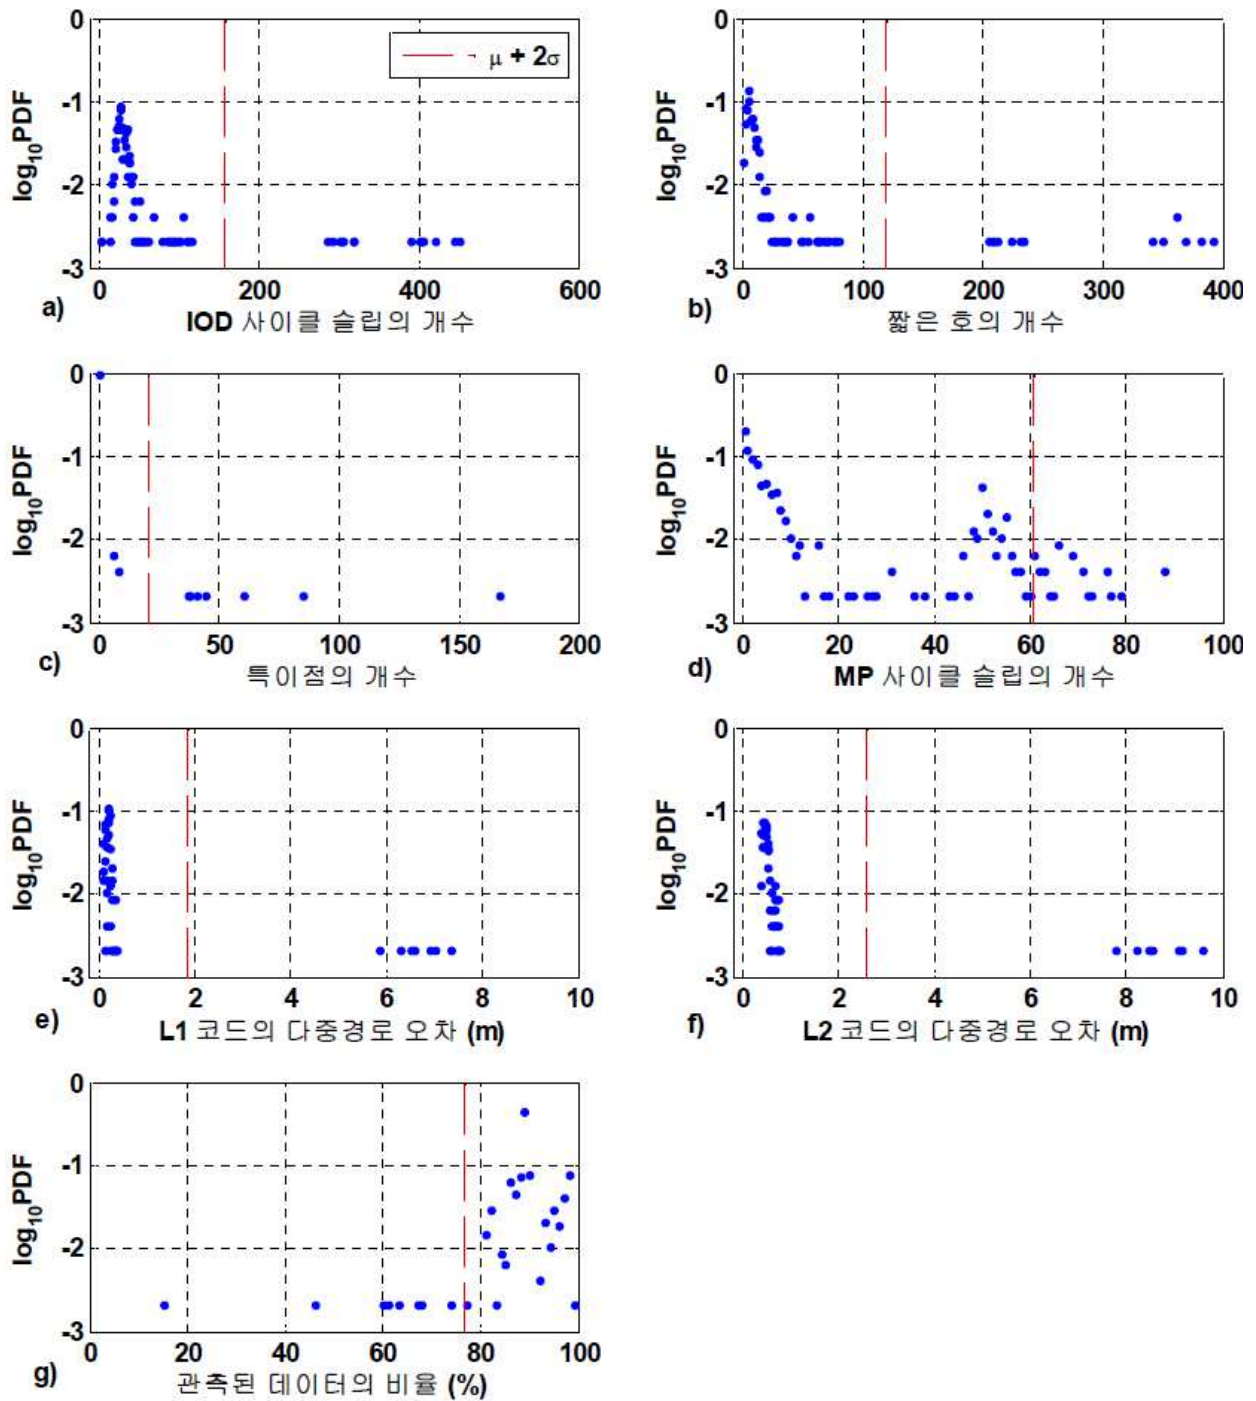 0
-1
-2
-3
log10PDF
μ + 2σ
0 200 400 600
a)
IOD 사이클 슬립의 개수
0
-1
-2
-3
log10PDF
0 100 200 300 400
b)
짧은 호의 개수
0
-1
-2
-3
log10PDF
0 50 100 150 200
c)
특이점의 개수
0
-1
-2
-3
log10PDF
0 20 40 60 80 100
d)
MP 사이클 슬립의 개수
0
-1
-2
-3
log10PDF
0 2 4 6 8 10
e)
L1 코드의 다중경로 오차 (m)
0
-1
-2
-3
log10PDF
0 2 4 6 8 10
f)
L2 코드의 다중경로 오차 (m)
0
-1
-2
-3
log10PDF
0 20 40 60 80 100
g)
관측된 데이터의 비율 (%)